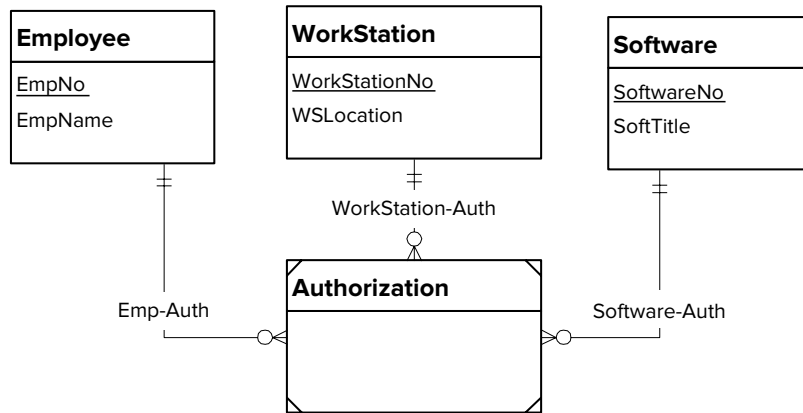 Employee
EmpNo
EmpName
WorkStation
WorkStationNo
WSLocation
Software
SoftwareNo
SoftTitle
WorkStation-Auth
Emp-Auth
Authorization
Software-Auth